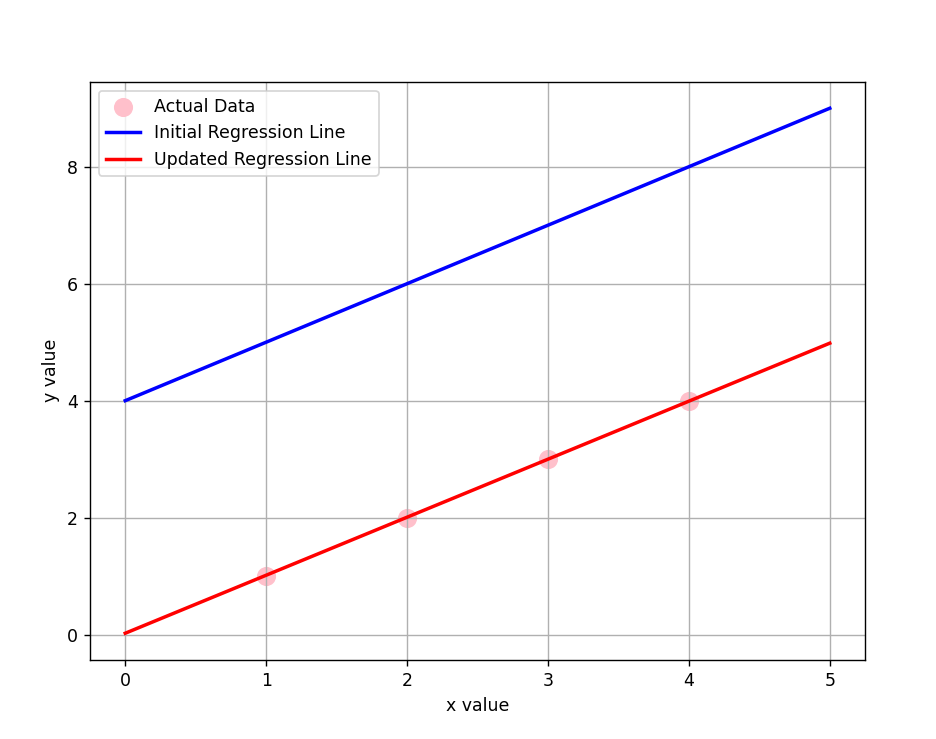 Actual Data
Initial Regression Line
Updated Regression Line
8
6
4
2
0
y value
0 1 2 3 4 5
x value